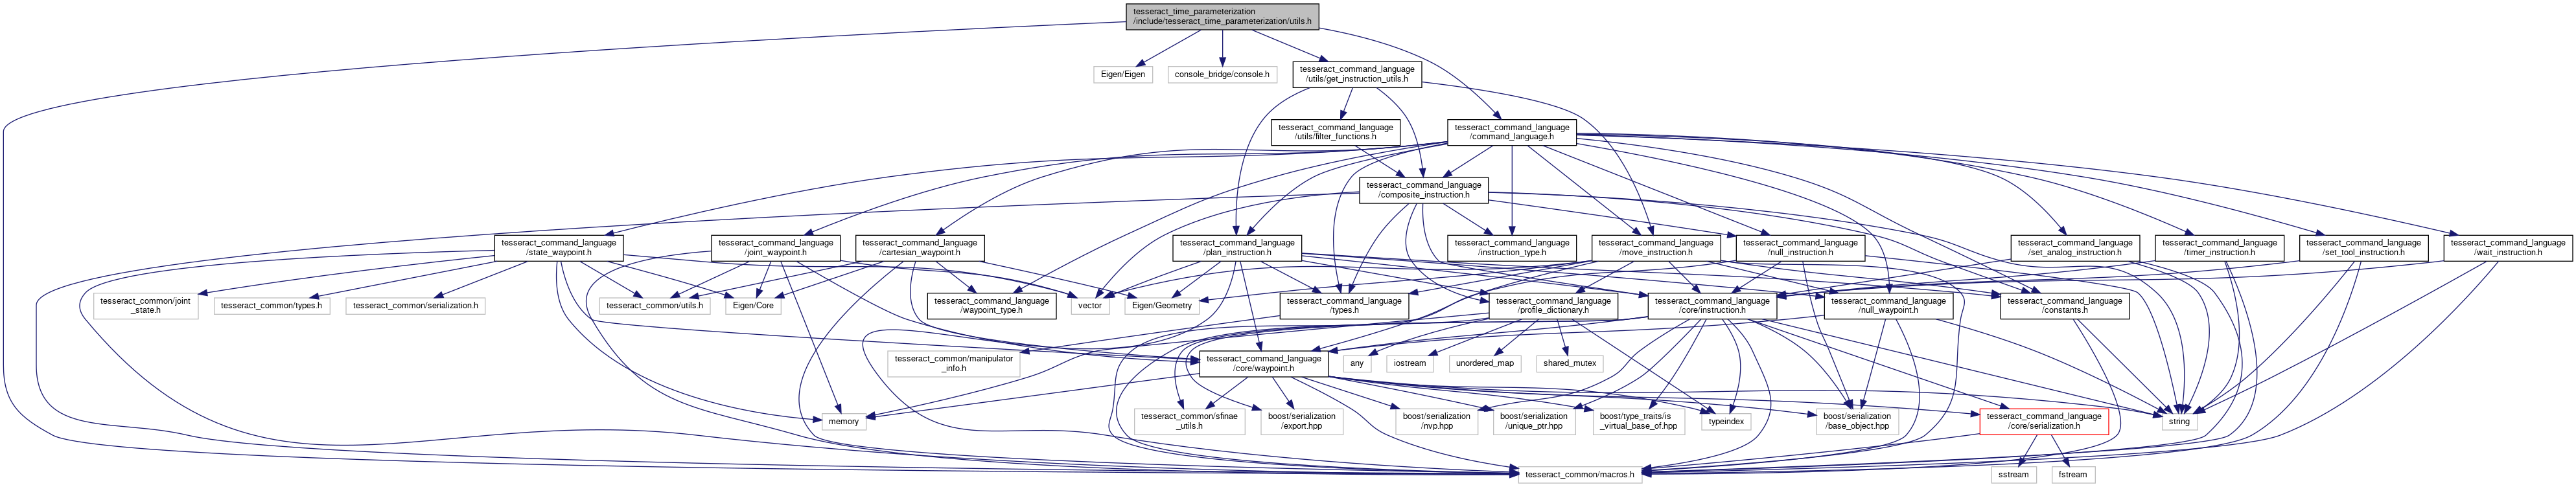 tesseract_time_parameterization
/include/tesseract_time_parameterization/utils.h
Eigen/Eigen
console_bridge/console.h
tesseract_command_language
/utils/get_instruction_utils.h
tesseract_command_language
/utils/filter_functions.h
tesseract_command_language
/command_language.h
tesseract_command_language
/composite_instruction.h
tesseract_command_language
/state_waypoint.h
tesseract_command_language
/joint_waypoint.h
tesseract_command_language
/cartesian_waypoint.h
tesseract_command_language
/plan_instruction.h
tesseract_command_language
/instruction_type.h
tesseract_command_language
/move_instruction.h
tesseract_command_language
/null_instruction.h
tesseract_command_language
/set_analog_instruction.h
tesseract_command_language
/timer_instruction.h
tesseract_command_language
/set_tool_instruction.h
tesseract_command_language
/wait_instruction.h
tesseract_common/joint
_state.h
tesseract_common/types.h
tesseract_common/serialization.h
tesseract_common/utils.h
Eigen/Core
tesseract_command_language
/waypoint_type.h
vector
Eigen/Geometry
tesseract_command_language
/types.h
tesseract_command_language
/profile_dictionary.h
tesseract_command_language
/core/instruction.h
tesseract_command_language
/null_waypoint.h
tesseract_command_language
/constants.h
tesseract_common/manipulator
_info.h
tesseract_command_language
/core/waypoint.h
any
iostream
unordered_map
shared_mutex
memory
tesseract_common/sfinae
_utils.h
boost/serialization
/export.hpp
boost/serialization
/nvp.hpp
boost/serialization
/unique_ptr.hpp
boost/type_traits/is
_virtual_base_of.hpp
typeindex
boost/serialization
/base_object.hpp
tesseract_command_language
/core/serialization.h
string
tesseract_common/macros.h
sstream
fstream